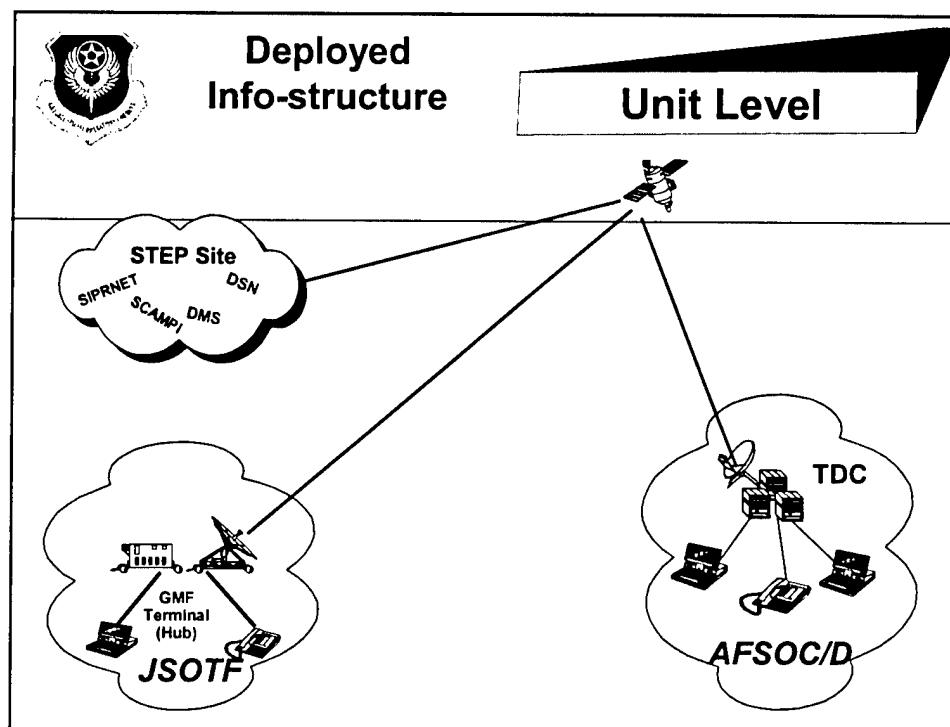 Deployed
Info-structure
Unit Level
STEP Site
SIPRNET
DSN
SCAMPI
DMS
TDC
GMF
Terminal
(Hub)
JSOTF
AFSOC/D